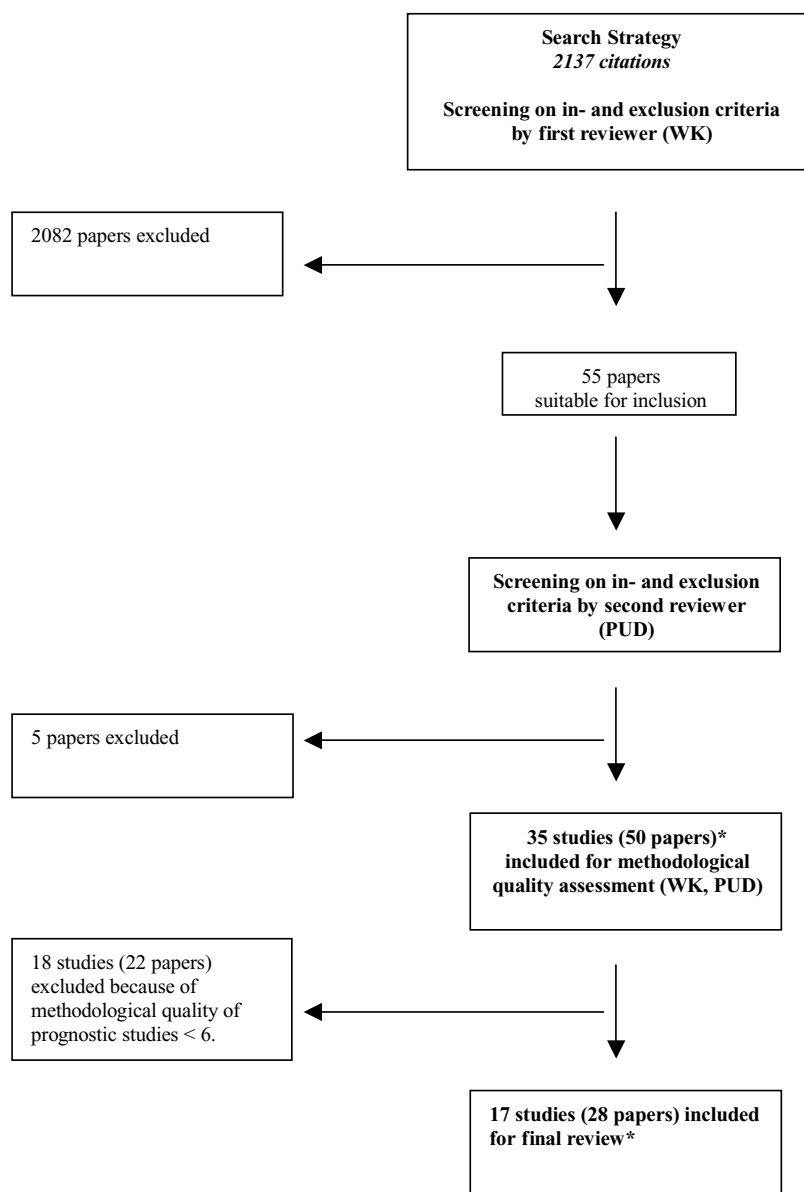 Search Strategy
2137 citations
Screening on in- and exclusion criteria
by first reviewer (WK)
2082 papers excluded
55 papers
suitable for inclusion
Screening on in- and exclusion
criteria by second reviewer
(PUD)
5 papers excluded
35 studies (50 papers)*
included for methodological
quality assessment (WK, PUD)
18 studies (22 papers)
excluded because of
methodological quality of
prognostic studies < 6.
17 studies (28 papers) included
for final review*